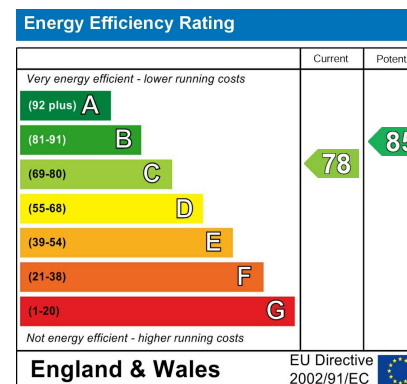 Energy Efficiency Rating
Current Potent
Very energy efficient - lower running costs
(92 plus) A
(81-91) B
(69-80) C
(55-68) D
(39-54) E
(21-38) F
(1-20) G
78
85
Not energy efficient - higher running costs
England & Wales
EU Directive
2002/91/EC